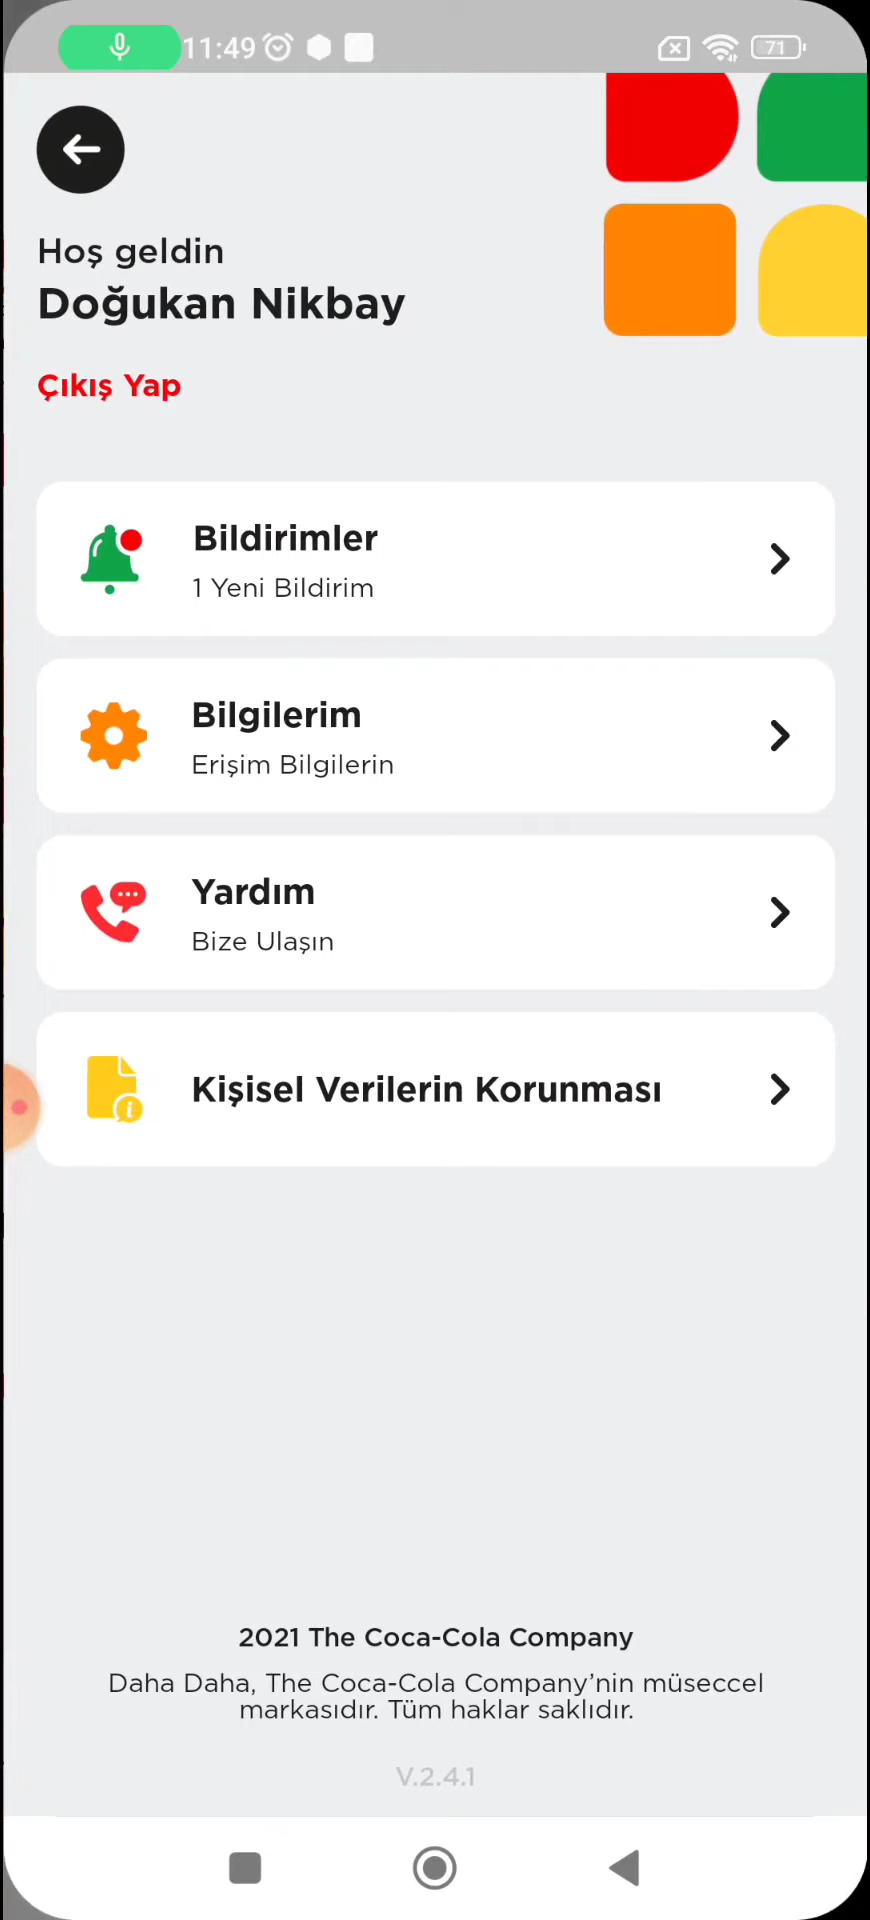 11:49
71
Hoş geldin
Doğukan Nikbay
Çıkış Yap
Bildirimler
1 Yeni Bildirim
Bilgilerim
Erişim Bilgilerin
Yardım
Bize Ulaşın
Kişisel Verilerin Korunması
2021 The Coca-Cola Company
Daha Daha, The Coca-Cola Company’nin müseccel
markasıdır. Tüm haklar saklıdır.
V.2.4.1